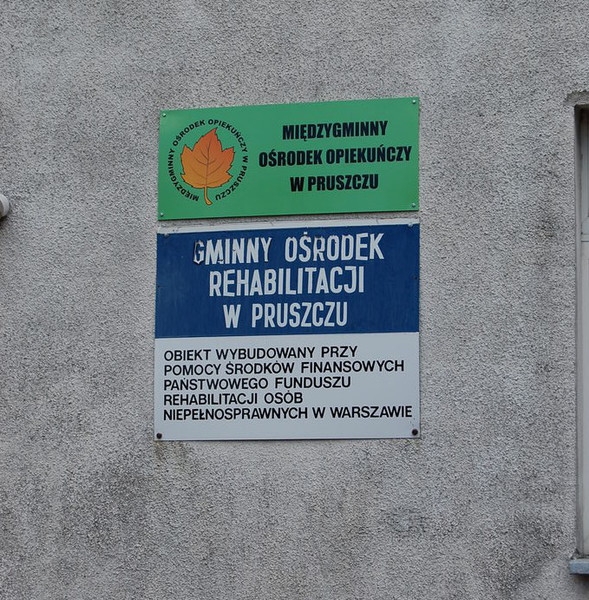 MIĘDZYGMINNY OŚRODEK OPIEKUŃCZY W PRUSZCZU
MIĘDZYGMINNY
OŚRODEK OPIEKUŃCZY
W PRUSZCZU
GMINNY OŚRODEK
REHABILITACJI
W PRUSZCZU
OBIEKT WYBUDOWANY PRZY
POMOCY ŚRODKÓW FINANSOWYCH
PAŃSTWOWEGO FUNDUSZU
REHABILITACJI OSÓB
NIEPEŁNOSPRAWNYCH W WARSZAWIE